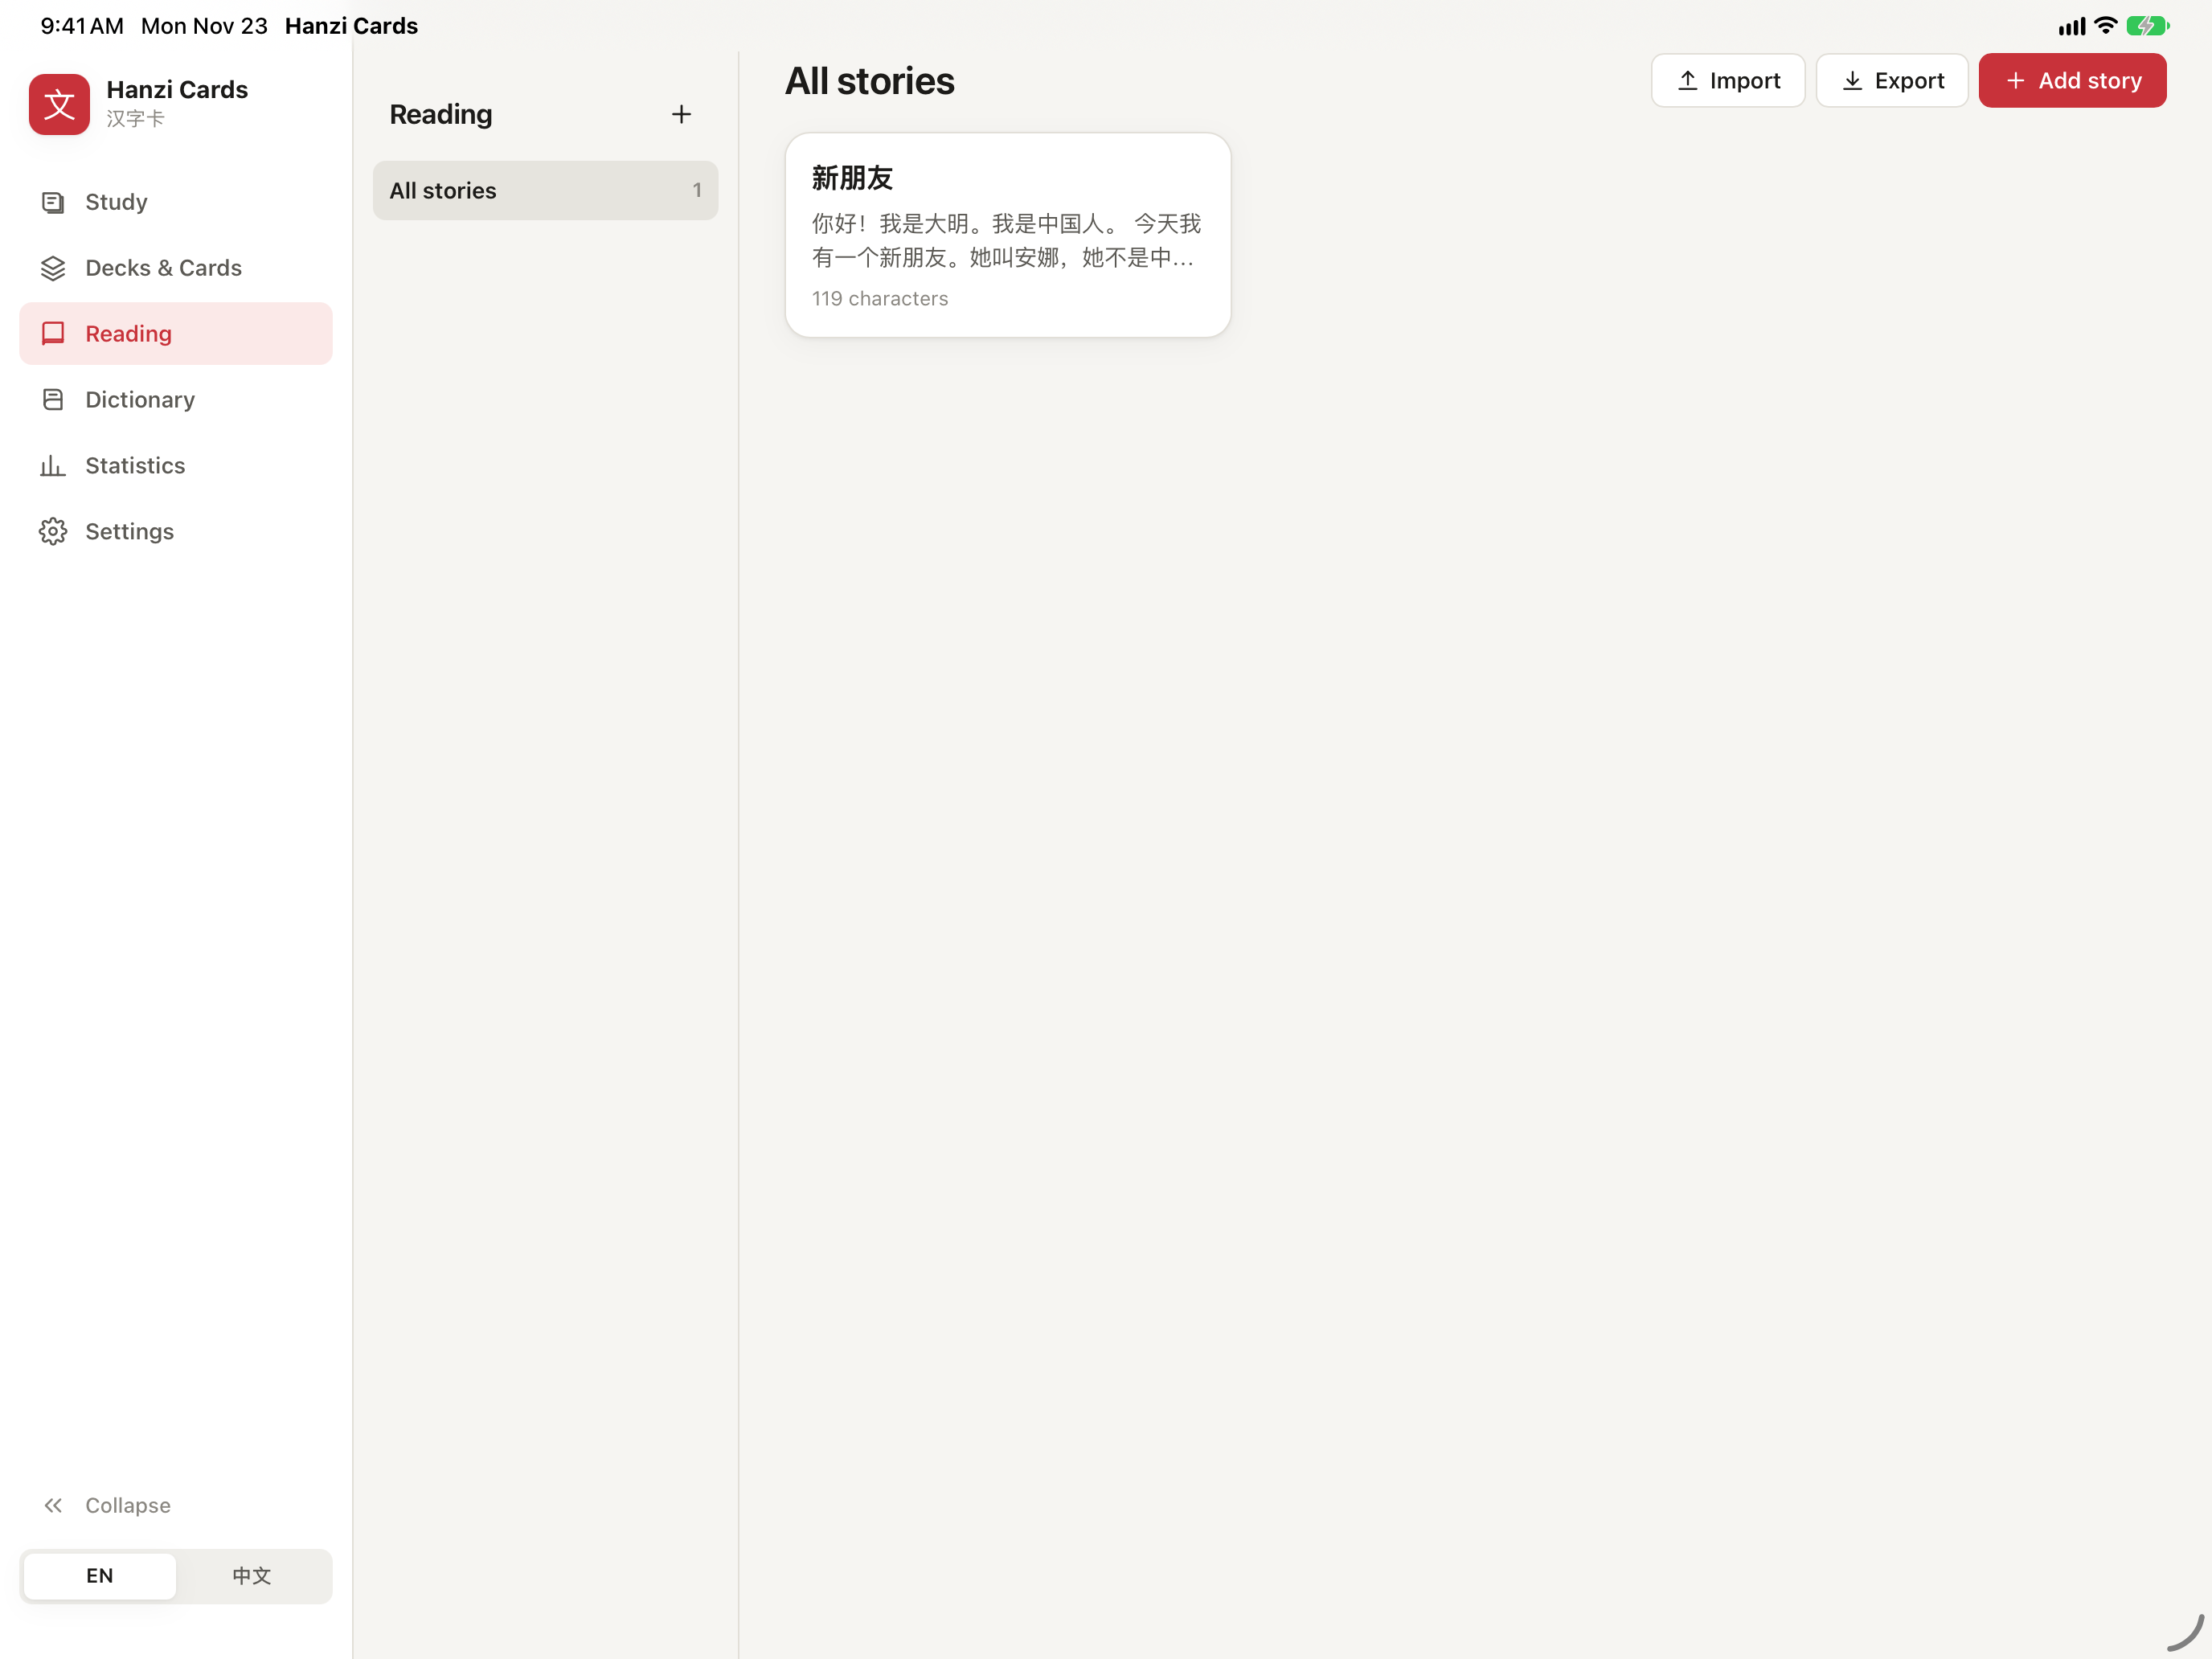 9:41 AM Mon Nov 23 Hanzi Cards
文
Hanzi Cards
汉字卡
Study
Decks & Cards
Reading
Dictionary
Statistics
Settings
Collapse
EN
中文
Reading
All stories 1
All stories
Import
Export
Add story
新朋友
你好！我是大明。我是中国人。 今天我
有一个新朋友。她叫安娜，她不是中…
119 characters